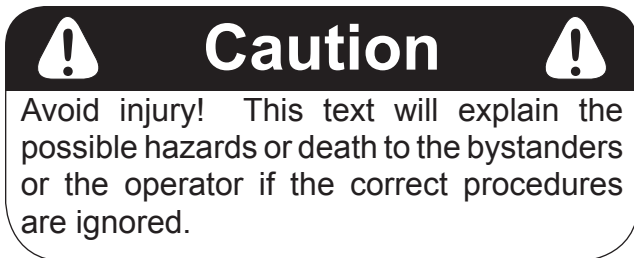 Caution
Avoid injury! This text will explain the
possible hazards or death to the bystanders
or the operator if the correct procedures
are ignored.